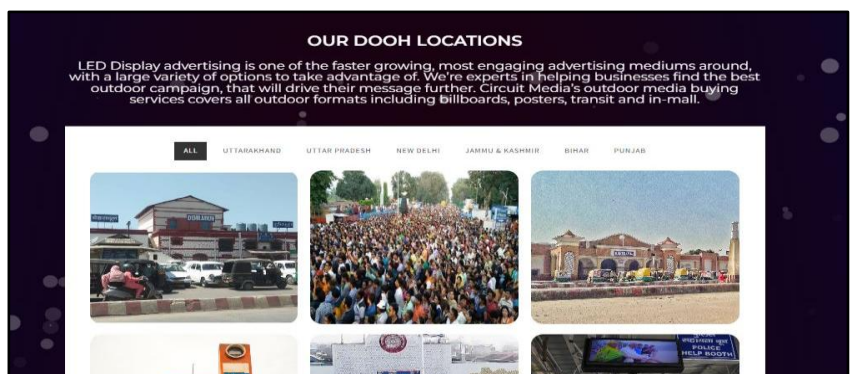 OUR DOOH LOCATIONS
LED Display advertising is one of the faster growing, most engaging advertising mediums around,
with a large variety of options to take advantage of. We're experts in helping businesses find the best
outdoor campaign, that will drive their message further. Circuit Media's outdoor media buying
services covers all outdoor formats including billboards, posters, transit and in-mall.
ALL UTTARAKHAND UTTAR PRADESH NEW DELHI JAMMU & KASHMIR BIHAR PUNJAB
POLICE
HELP BOOTH